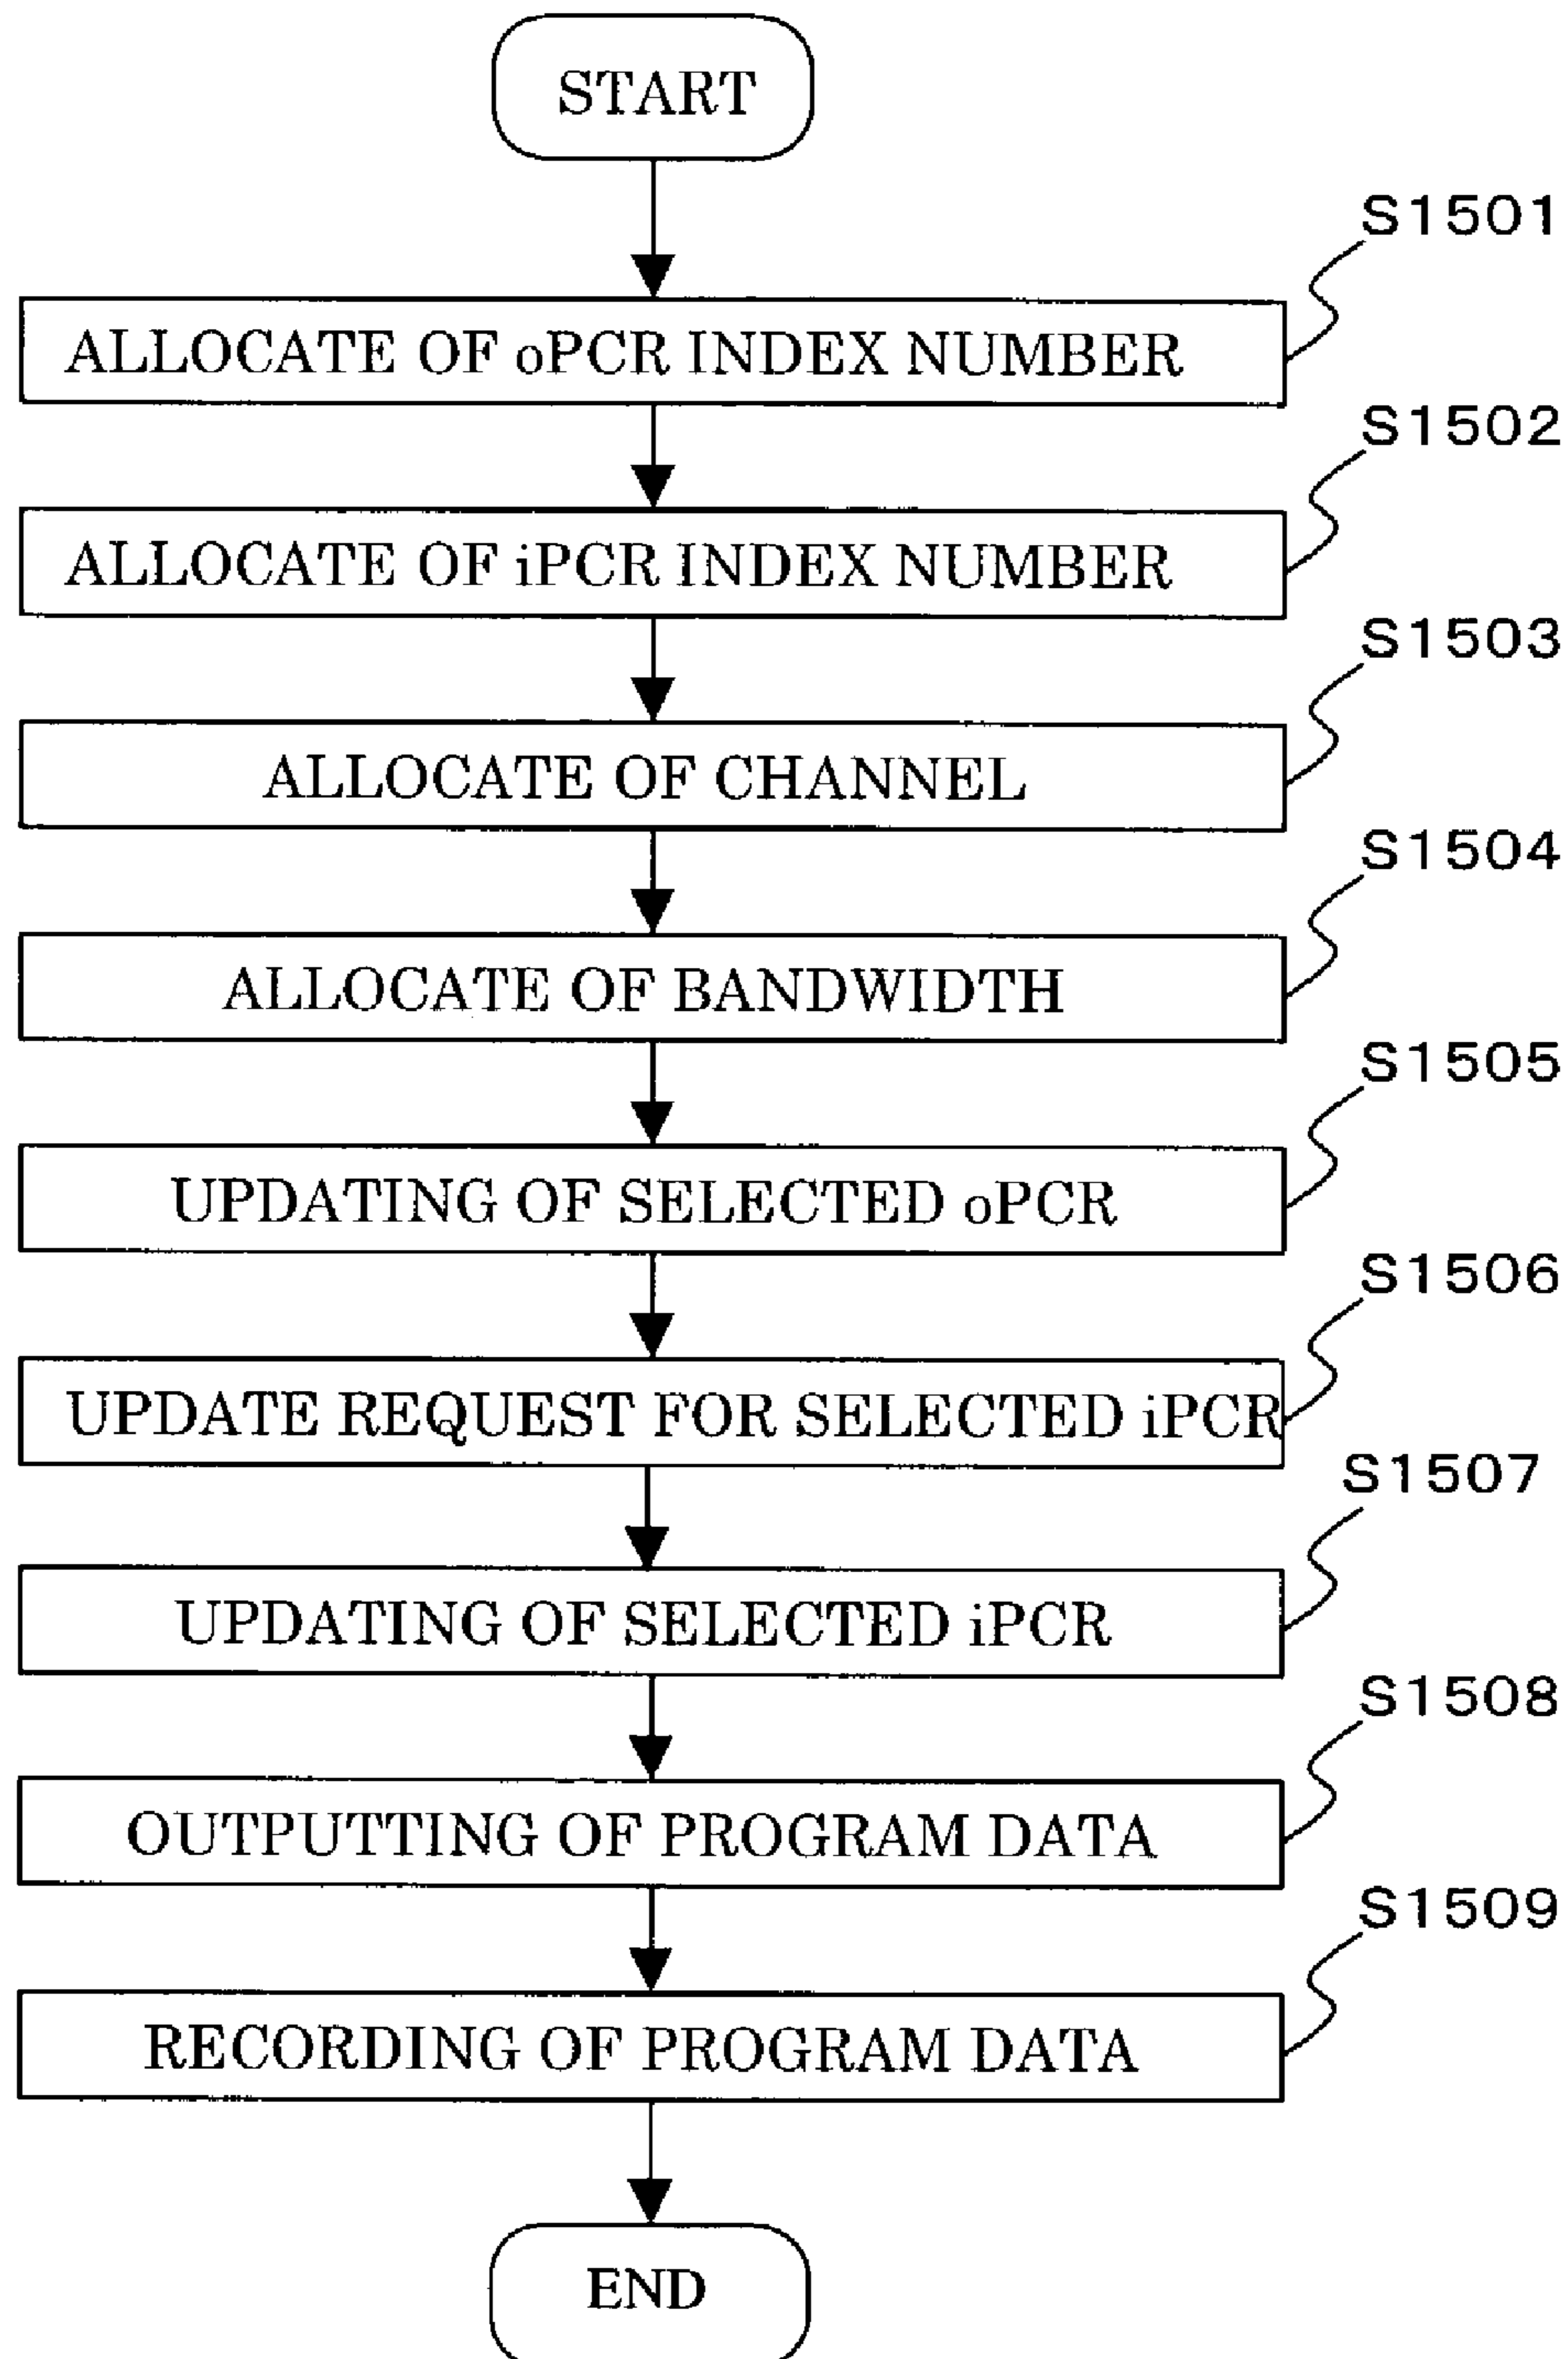 START
S1501
ALLOCATE OF oPCR INDEX NUMBER
S1502
ALLOCATE OF iPCR INDEX NUMBER
S1503
ALLOCATE OF CHANNEL
S1504
ALLOCATE OF BANDWIDTH
S1505
UPDATING OF SELECTED oPCR
S1506
UPDATE REQUEST FOR SELECTED iPCR
S1507
UPDATING OF SELECTED iPCR
S1508
OUTPUTTING OF PROGRAM DATA
S1509
RECORDING OF PROGRAM DATA
END